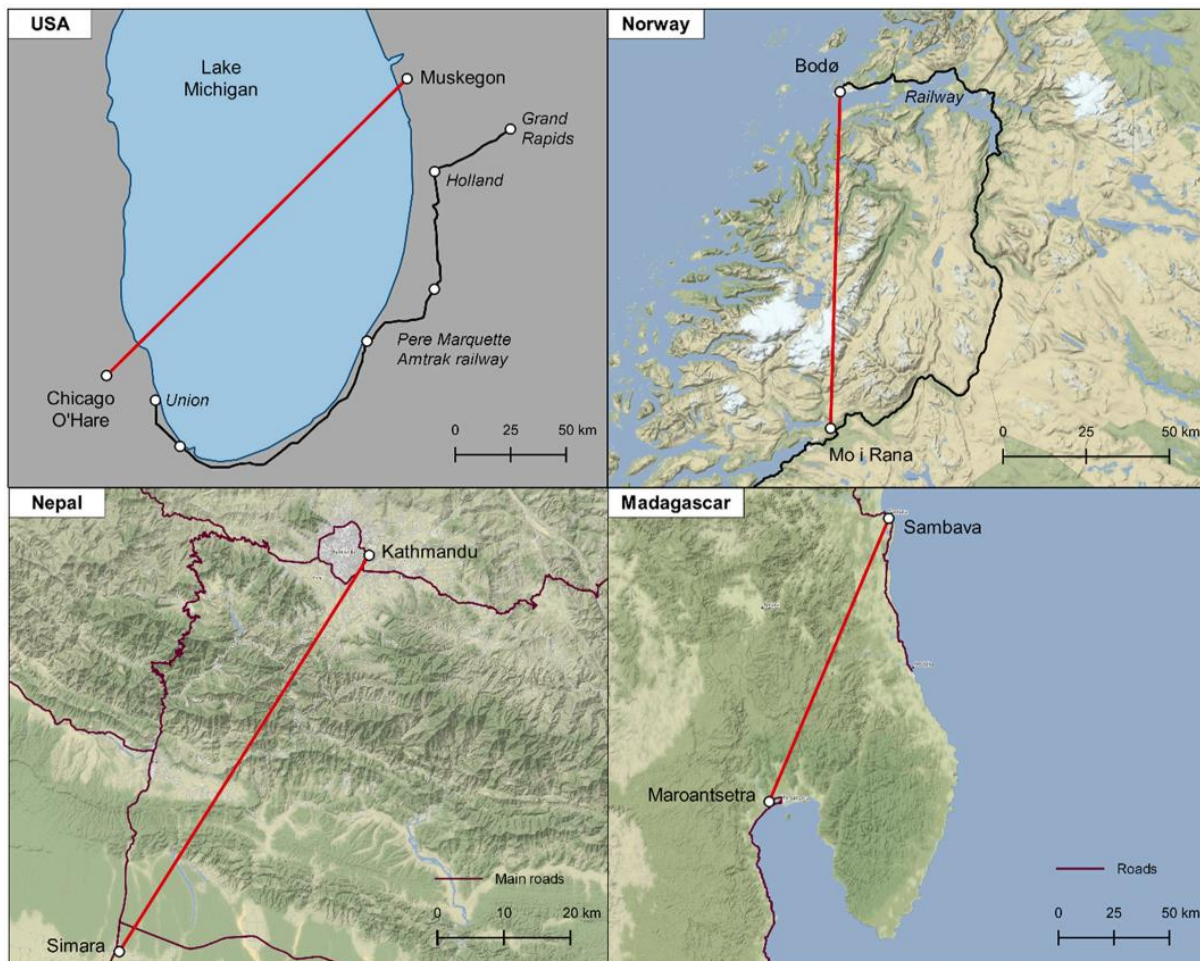 USA
Lake
Michigan
Muskegon
Grand
Rapids
Holland
Pere Marquette
Amtrak railway
Chicago
O'Hare
Union
0 25 50 km
Norway
Bodø
Railway
Mo i Rana
0 25 50 km
Nepal
Kathmandu
Main roads
0 10 20 km
Simara
Madagascar
Sambava
Maroantsetra
Roads
0 25 50 km